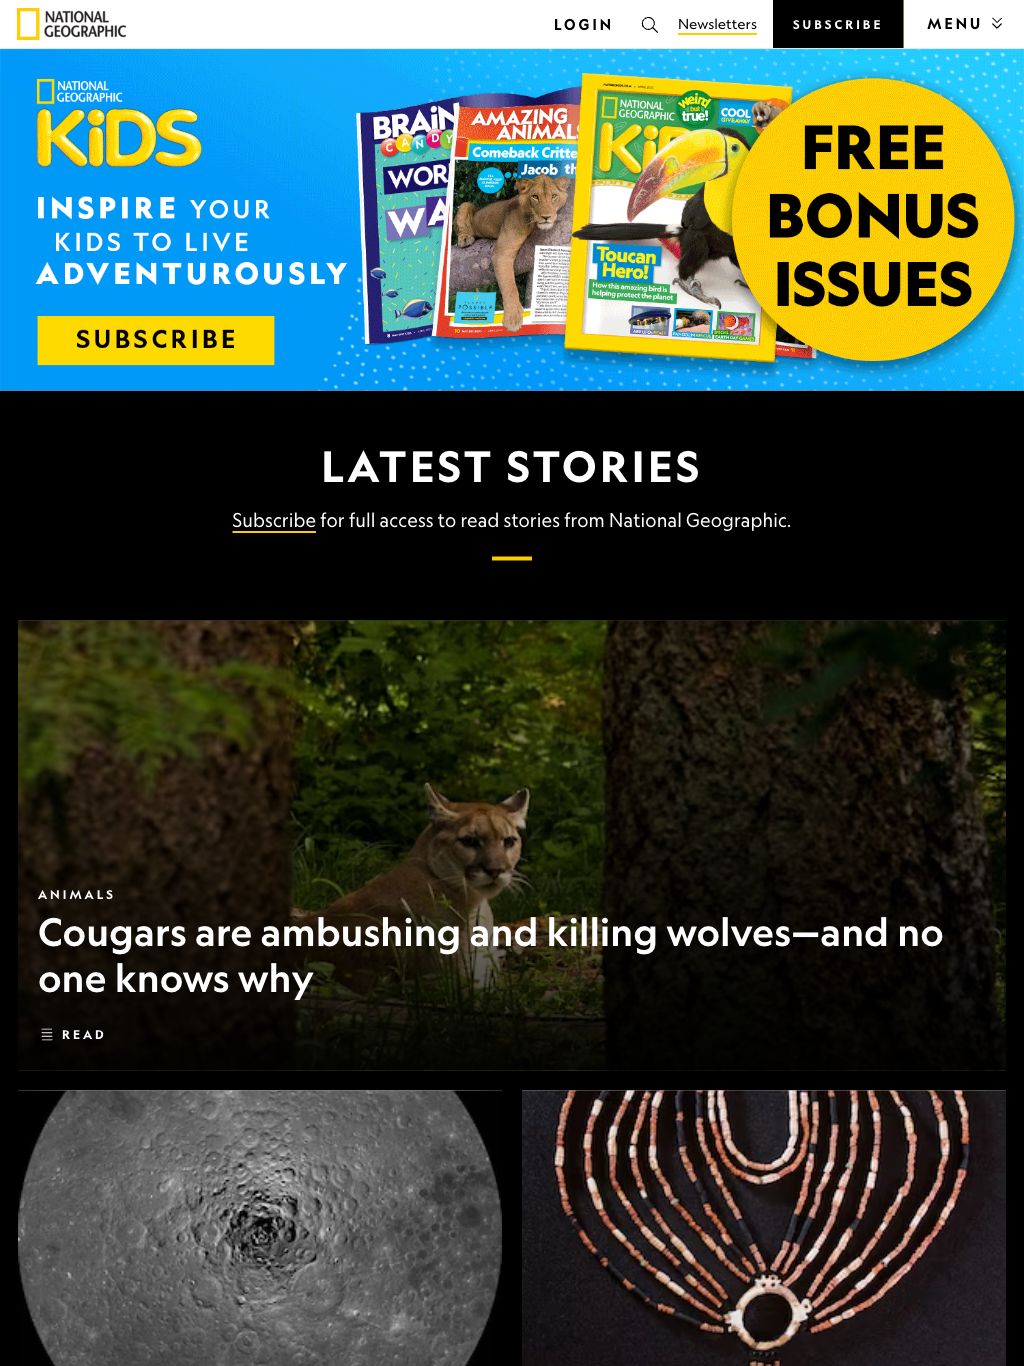 NATIONAL
GEOGRAPHIC
LOGIN
Newsletters
SUBSCRIBE
MENU
NATIONAL
GEOGRAPHIC
KiDS
INSPIRE YOUR
KIDS TO LIVE
ADVENTUROUSLY
SUBSCRIBE
BRAiN
CANDY
WOR
WA
AMAZING
ANIMALS
Comeback Critte
Jacob th
NATIONAL
GEOGRAPHIC
Ki
weird
but
true!
COOL
GIVEAWAY
Toucan
Hero!
How this amazing bird is
helping protect the planet
FREE
BONUS
ISSUES
LATEST STORIES
Subscribe for full access to read stories from National Geographic.
ANIMALS
Cougars are ambushing and killing wolves—and no
one knows why
READ